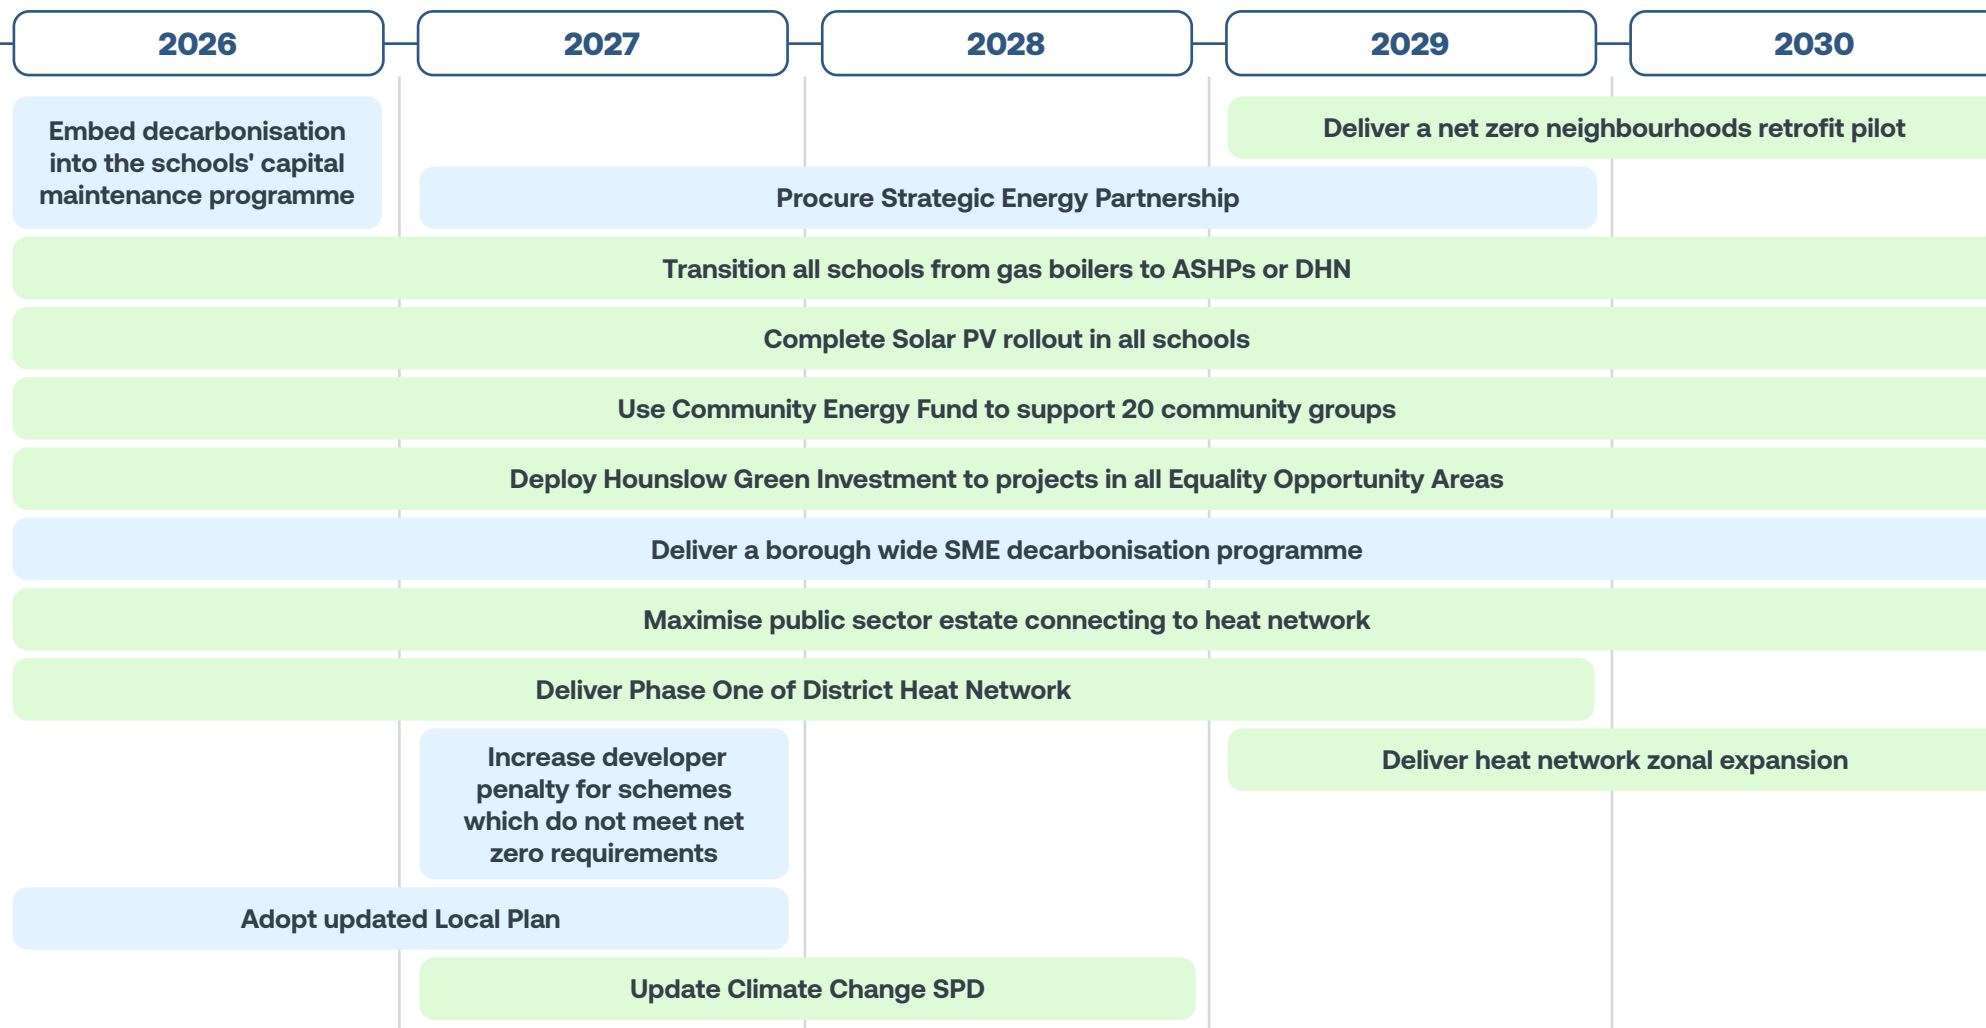 2026
2027
2028
2029
2030
Embed decarbonisation
into the schools' capital
maintenance programme
Deliver a net zero neighbourhoods retrofit pilot
Procure Strategic Energy Partnership
Transition all schools from gas boilers to ASHPs or DHN
Complete Solar PV rollout in all schools
Use Community Energy Fund to support 20 community groups
Deploy Hounslow Green Investment to projects in all Equality Opportunity Areas
Deliver a borough wide SME decarbonisation programme
Maximise public sector estate connecting to heat network
Deliver Phase One of District Heat Network
Increase developer
penalty for schemes
which do not meet net
zero requirements
Deliver heat network zonal expansion
Adopt updated Local Plan
Update Climate Change SPD